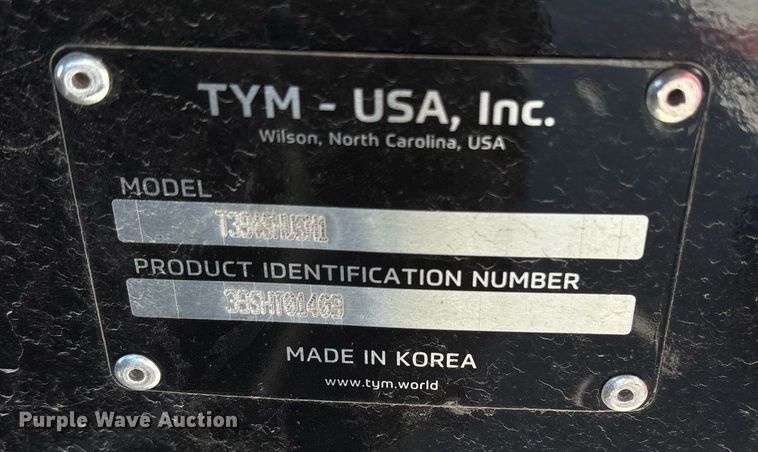 TYM - USA, Inc.
Wilson, North Carolina, USA
MODEL
PRODUCT IDENTIFICATION NUMBER
MADE IN KOREA
www.tym.world
Purple Wave Auction